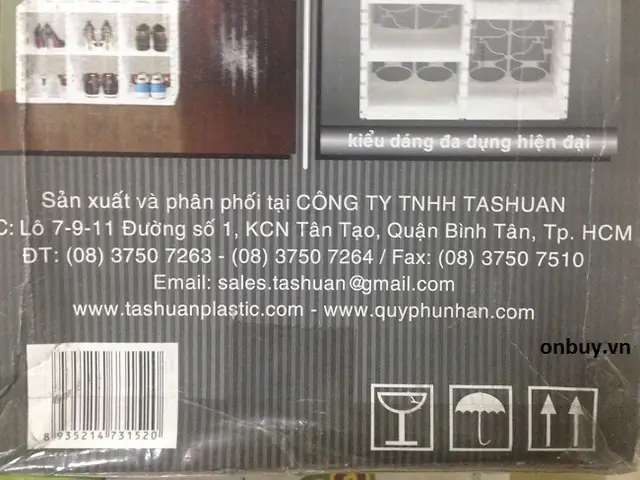 kiểu dáng đa dụng hiện đại
Sản xuất và phân phối tại CÔNG TY TNHH TASHUAN
C: Lô 7-9-11 Đường số 1, KCN Tân Tạo, Quận Bình Tân, Tp. HCM
ĐT: (08) 3750 7263 - (08) 3750 7264 / Fax: (08) 3750 7510
Email: sales.tashuan@gmail.com
www.tashuanplastic.com - www.quyphunhan.com
onbuy.vn
8 935214 731520